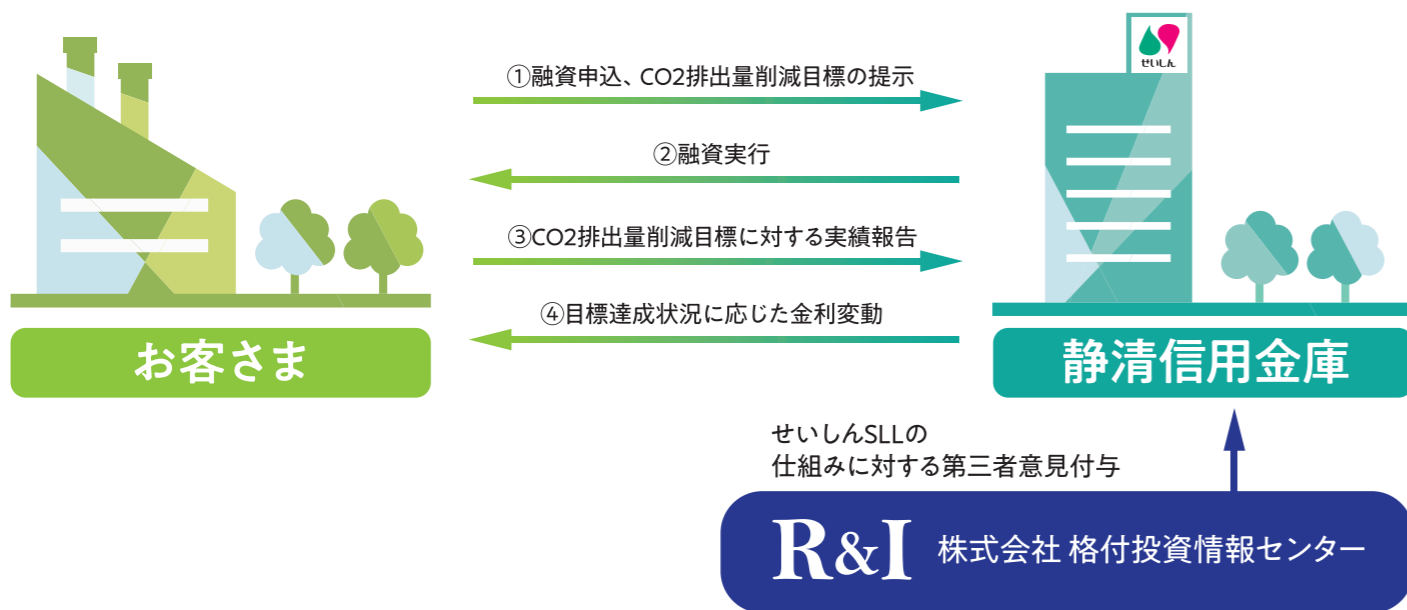 せいしん
①融資申込、CO2排出量削減目標の提示
②融資実行
③CO2排出量削減目標に対する実績報告
④目標達成状況に応じた金利変動
お客さま
静清信用金庫
せいしんSLLの
仕組みに対する第三者意見付与
R&I 株式会社 格付投資情報センター